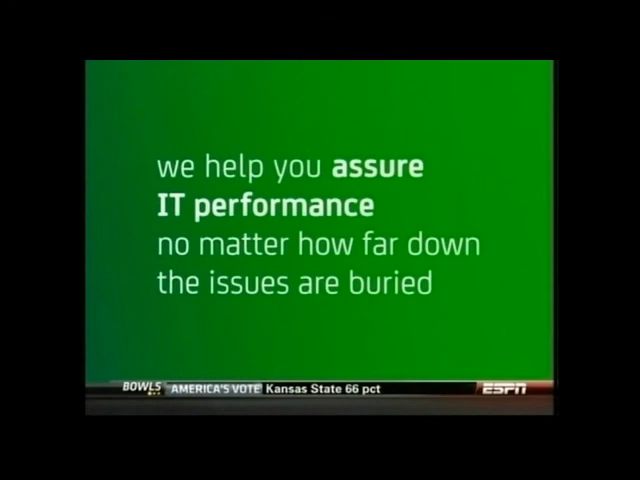 we help you assure
IT performance
no matter how far down
the issues are buried
BOWLS AMERICA'S VOTE Kansas State 66 pct ESPN